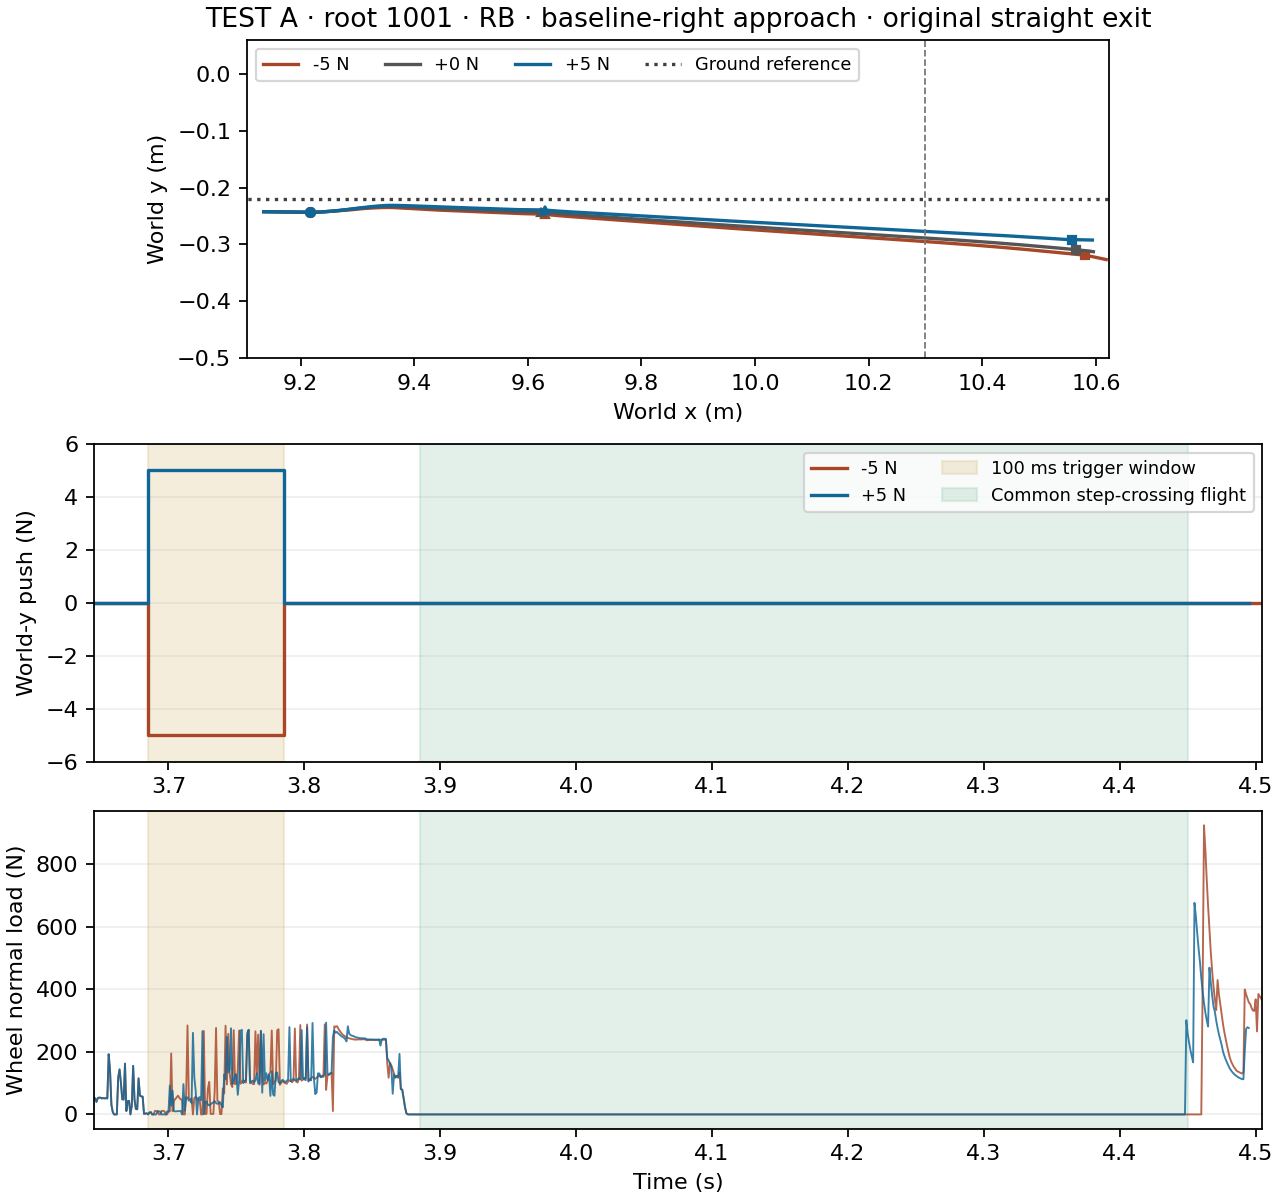 TEST A · root 1001 · RB · baseline-right approach · original straight exit
-5 N +0 N +5 N Ground reference
0.0
−0.1
−0.2
−0.3
−0.4
−0.5
World y (m)
9.2 9.4 9.6 9.8 10.0 10.2 10.4 10.6
World x (m)
-5 N 100 ms trigger window
+5 N Common step-crossing flight
6
4
2
0
−2
−4
−6
World-y push (N)
3.7 3.8 3.9 4.0 4.1 4.2 4.3 4.4 4.5
800
600
400
200
0
Wheel normal load (N)
3.7 3.8 3.9 4.0 4.1 4.2 4.3 4.4 4.5
Time (s)